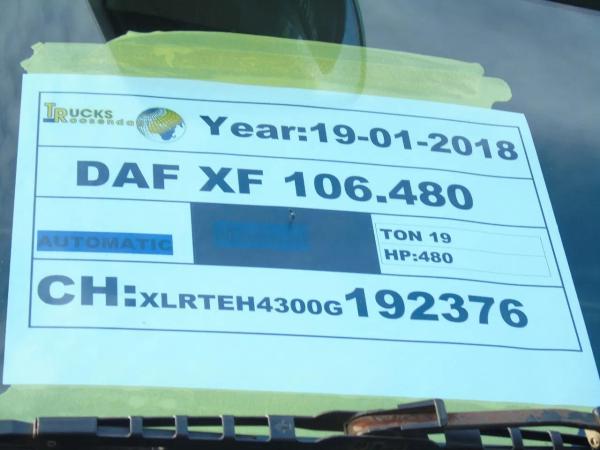 TRUCKS
Roosendaal
Year:19-01-2018
DAF XF 106.480
AUTOMATIC
TON 19
HP:480
CH:XLRTEH4300G192376